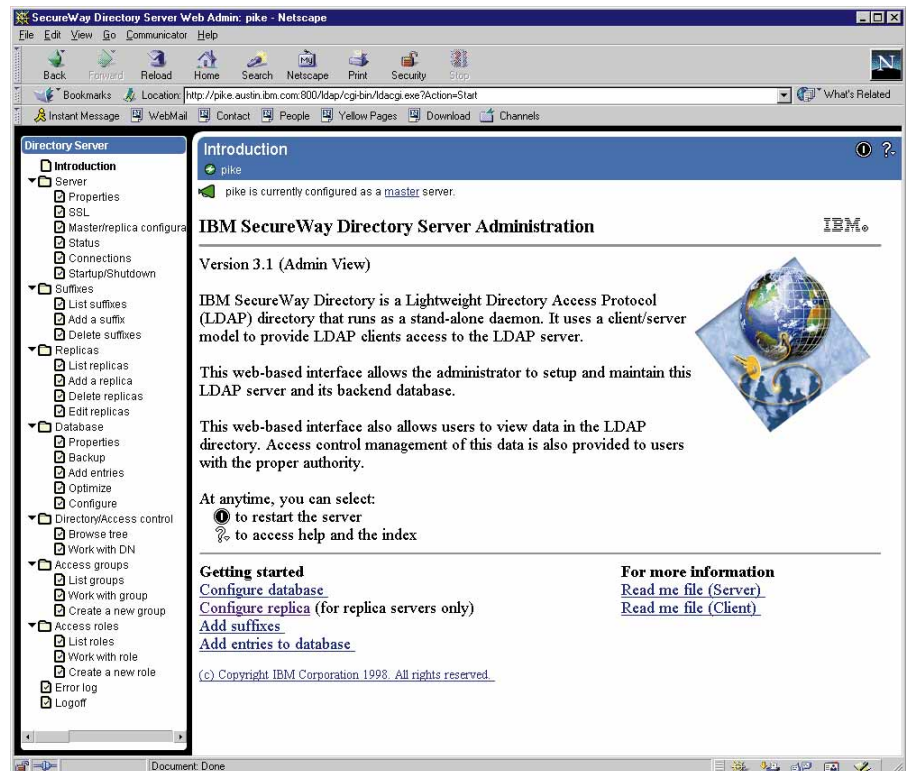 SecureWay Directory Server Web Admin: pike - Netscape
File Edit View Go Communicator Help
Back Forward Reload Home Search Netscape Print Security Stop
Bookmarks Location: http://pike.austin.ibm.com:800/ldap/cgi-bin/ldacgi.exe?Action=Start What's Related
Instant Message WebMail Contact People Yellow Pages Download Channels
Directory Server
Introduction
Server
Properties
SSL
Master/replica configura
Status
Connections
Startup/Shutdown
Suffixes
List suffixes
Add a suffix
Delete suffixes
Replicas
List replicas
Add a replica
Delete replicas
Edit replicas
Database
Properties
Backup
Add entries
Optimize
Configure
Directory/Access control
Browse tree
Work with DN
Access groups
List groups
Work with group
Create a new group
Access roles
List roles
Work with role
Create a new role
Error log
Logoff
Introduction
pike
pike is currently configured as a master server.
IBM SecureWay Directory Server Administration
IBM®
Version 3.1 (Admin View)
IBM SecureWay Directory is a Lightweight Directory Access Protocol
(LDAP) directory that runs as a stand-alone daemon. It uses a client/server
model to provide LDAP clients access to the LDAP server.
This web-based interface allows the administrator to setup and maintain this
LDAP server and its backend database.
This web-based interface also allows users to view data in the LDAP
directory. Access control management of this data is also provided to users
with the proper authority.
At anytime, you can select:
to restart the server
to access help and the index
Getting started
Configure database
Configure replica (for replica servers only)
Add suffixes
Add entries to database
For more information
Read me file (Server)
Read me file (Client)
(c) Copyright IBM Corporation 1998. All rights reserved.
Document: Done